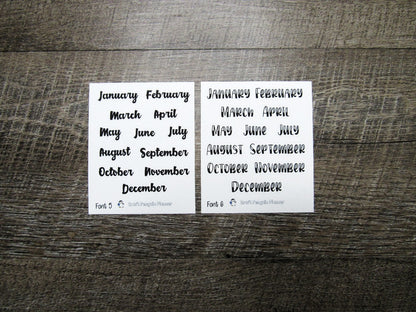 January February
March April
May June July
August September
October November
December
Font 5
January February
March April
May June July
August September
October November
December
Font 6